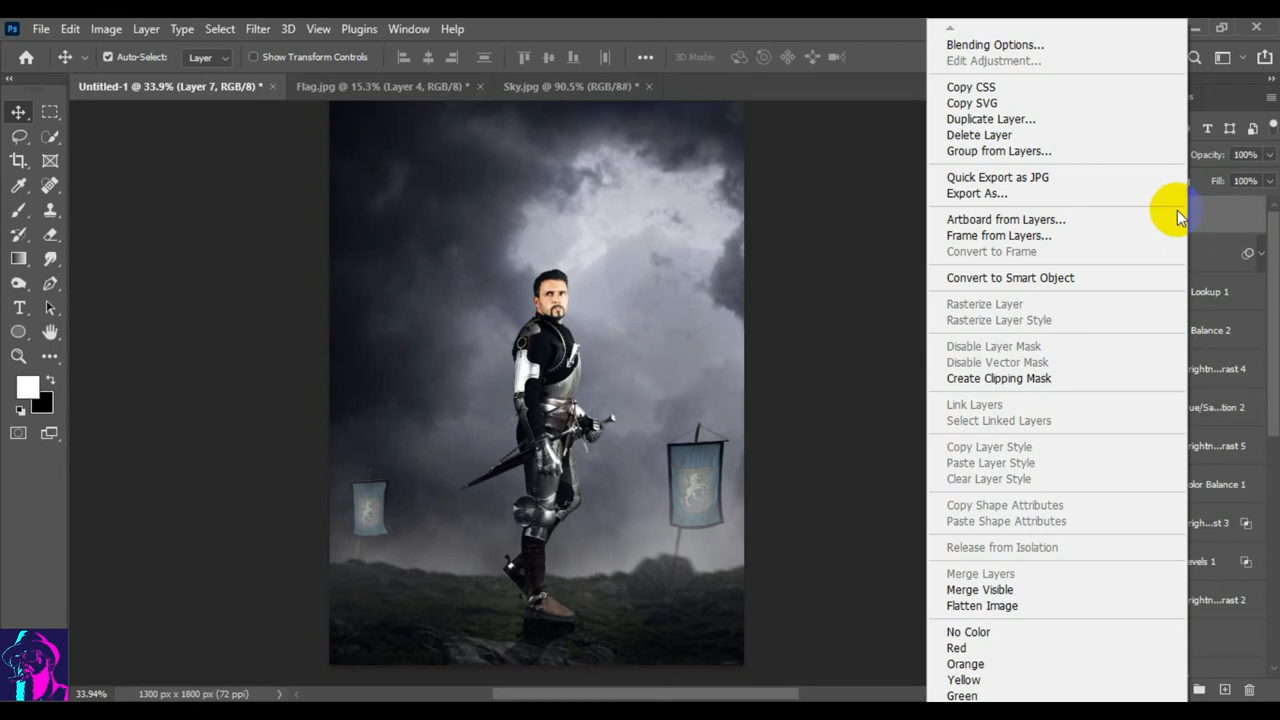 Ps File Edit Image Layer Type Select Filter 3D View Plugins Window Help
Auto-Select: Layer Show Transform Controls 3D Mode:
Untitled-1 @ 33.9% (Layer 7, RGB/8) * × Flag.jpg @ 15.3% (Layer 4, RGB/8) * × Sky.jpg @ 90.5% (RGB/8#) * ×
Blending Options...
Edit Adjustment...
Copy CSS
Copy SVG
Duplicate Layer...
Delete Layer
Group from Layers...
Quick Export as JPG
Export As...
Artboard from Layers...
Frame from Layers...
Convert to Frame
Convert to Smart Object
Rasterize Layer
Rasterize Layer Style
Disable Layer Mask
Disable Vector Mask
Create Clipping Mask
Link Layers
Select Linked Layers
Copy Layer Style
Paste Layer Style
Clear Layer Style
Copy Shape Attributes
Paste Shape Attributes
Release from Isolation
Merge Layers
Merge Visible
Flatten Image
No Color
Red
Orange
Yellow
Green
Opacity: 100%
Fill: 100%
Lookup 1
Balance 2
rightn...rast 4
ue/Sa...tion 2
rightn...rast 5
olor Balance 1
righ...st 3
evels 1
rightn...rast 2
33.94% 1300 px x 1800 px (72 ppi)